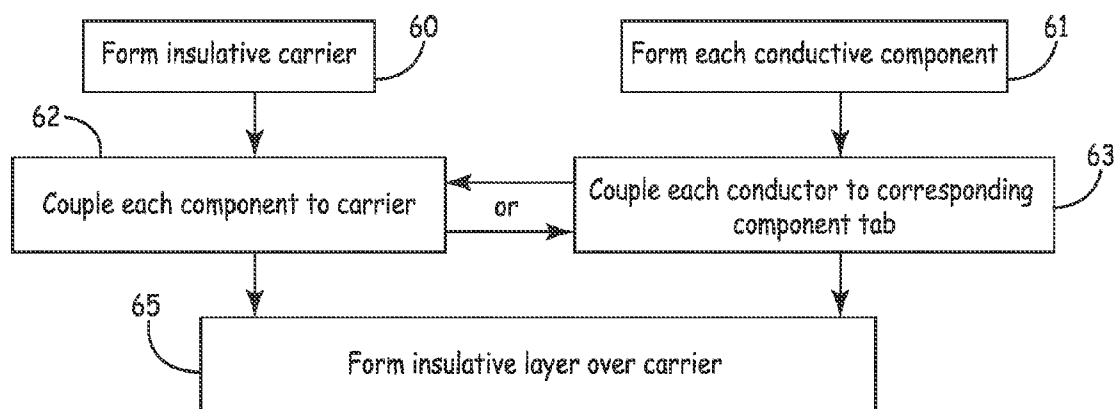 60
61
Form insulative carrier
Form each conductive component
62
63
Couple each component to carrier
or
Couple each conductor to corresponding
component tab
65
Form insulative layer over carrier